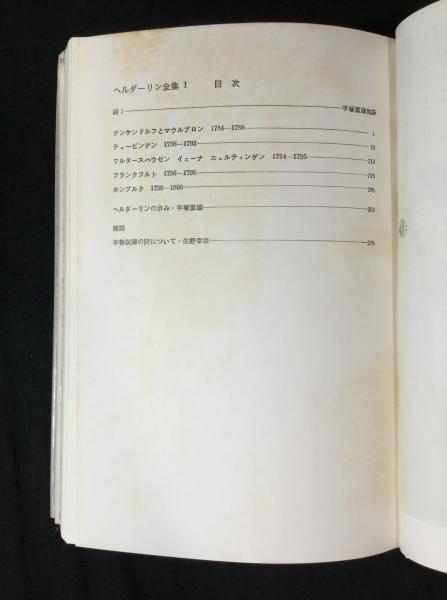 ヘルダーリン全集1 目次
詩1 手塚富雄他訳
デンケンドルフとマウルブロン 1784—1788 1
テュービンゲン 1788—1793 79
ワルタースハウゼン イェーナ ニュルティンゲン 1794—1795 213
フランクフルト 1796—1798
ホンブルク 1798—1800 295
ヘルダーリンの歩み・手塚富雄
解説
本巻収録の詩について・生野幸吉 379